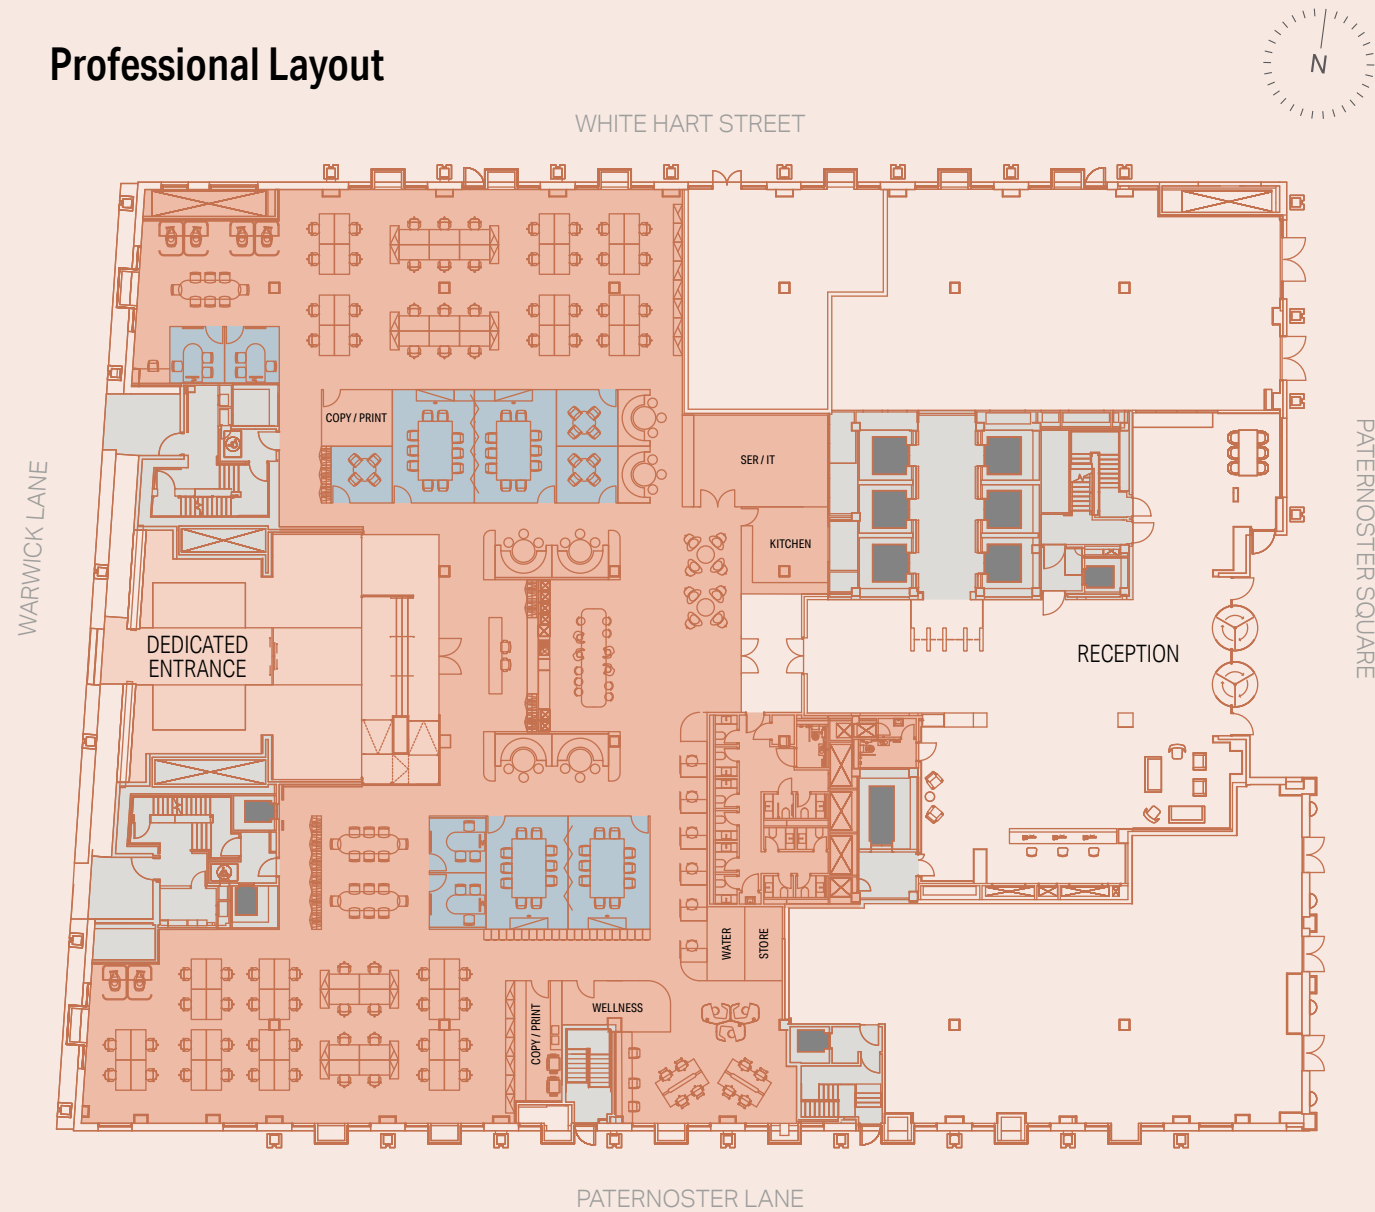 Professional Layout
N
WHITE HART STREET
COPY / PRINT
SER / IT
KITCHEN
WARWICK LANE
PATERNOSTER SQUARE
DEDICATED
ENTRANCE
RECEPTION
WATER
STORE
WELLNESS
COPY / PRINT
PATERNOSTER LANE